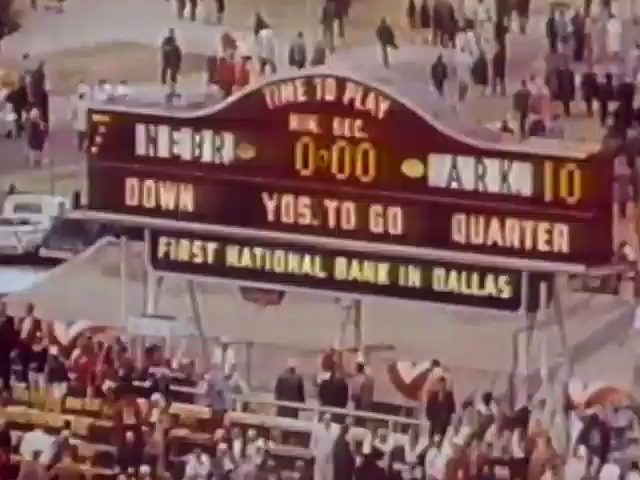 TIME TO PLAY
MIN. SEC.
7 NEBR 0:00 ARK. 10
DOWN YDS. TO GO QUARTER
FIRST NATIONAL BANK IN DALLAS